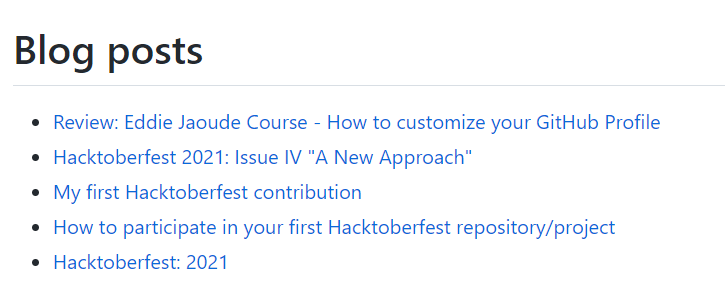 Blog posts
Review: Eddie Jaoude Course - How to customize your GitHub Profile
Hacktoberfest 2021: Issue IV "A New Approach"
My first Hacktoberfest contribution
How to participate in your first Hacktoberfest repository/project
Hacktoberfest: 2021